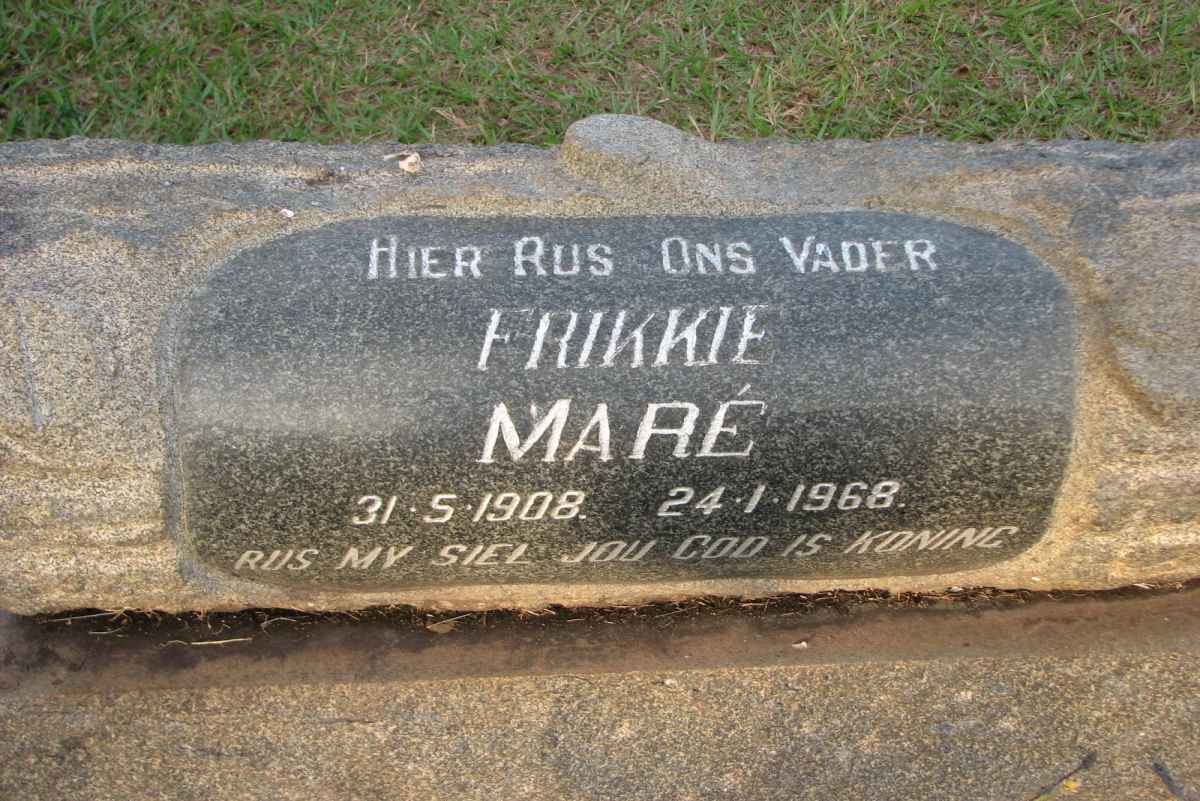 Hier Rus Ons Vader
FRIKKIE
MARÉ
31·5·1908. 24·1·1968.
RUS MY SIEL JOU GOD IS KONING